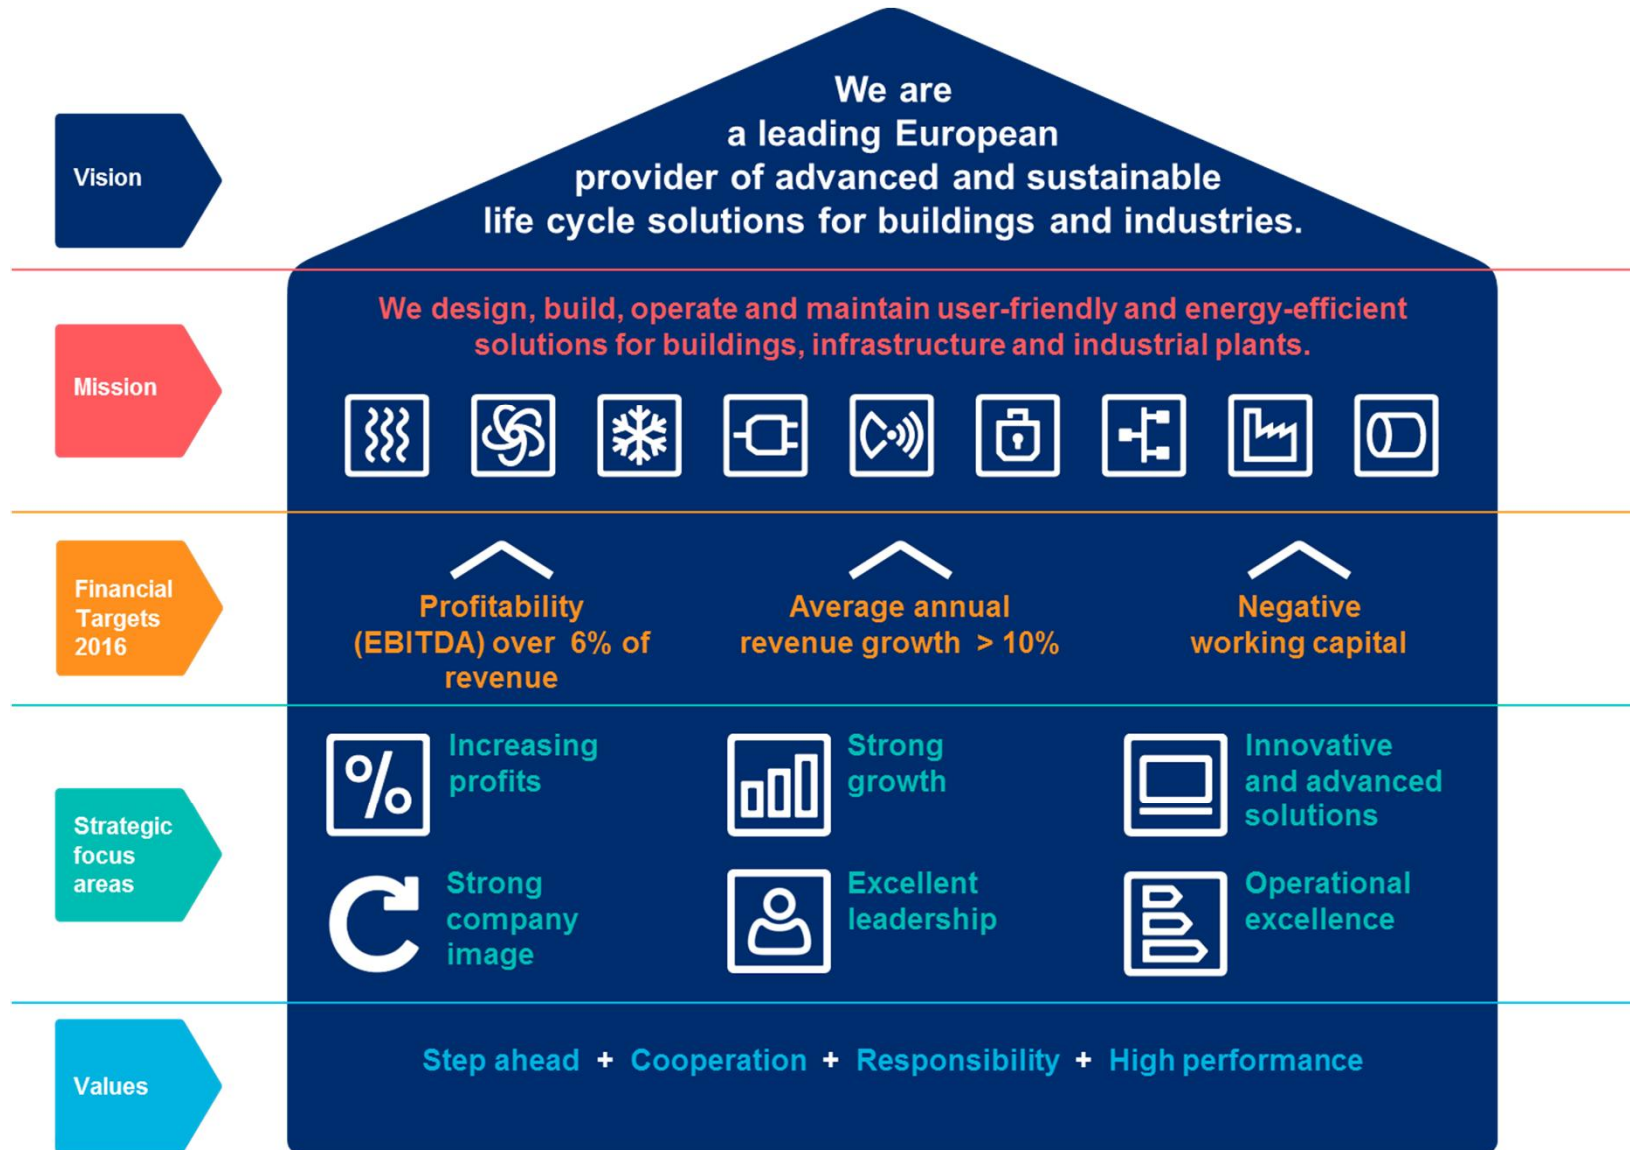 We are
a leading European
provider of advanced and sustainable
life cycle solutions for buildings and industries.
Vision
We design, build, operate and maintain user-friendly and energy-efficient
solutions for buildings, infrastructure and industrial plants.
Mission
Financial
Targets
2016
Profitability
(EBITDA) over 6% of
revenue
Average annual
revenue growth > 10%
Negative
working capital
Strategic
focus
areas
%
Increasing
profits
Strong
growth
Innovative
and advanced
solutions
Strong
company
image
Excellent
leadership
Operational
excellence
Values
Step ahead + Cooperation + Responsibility + High performance